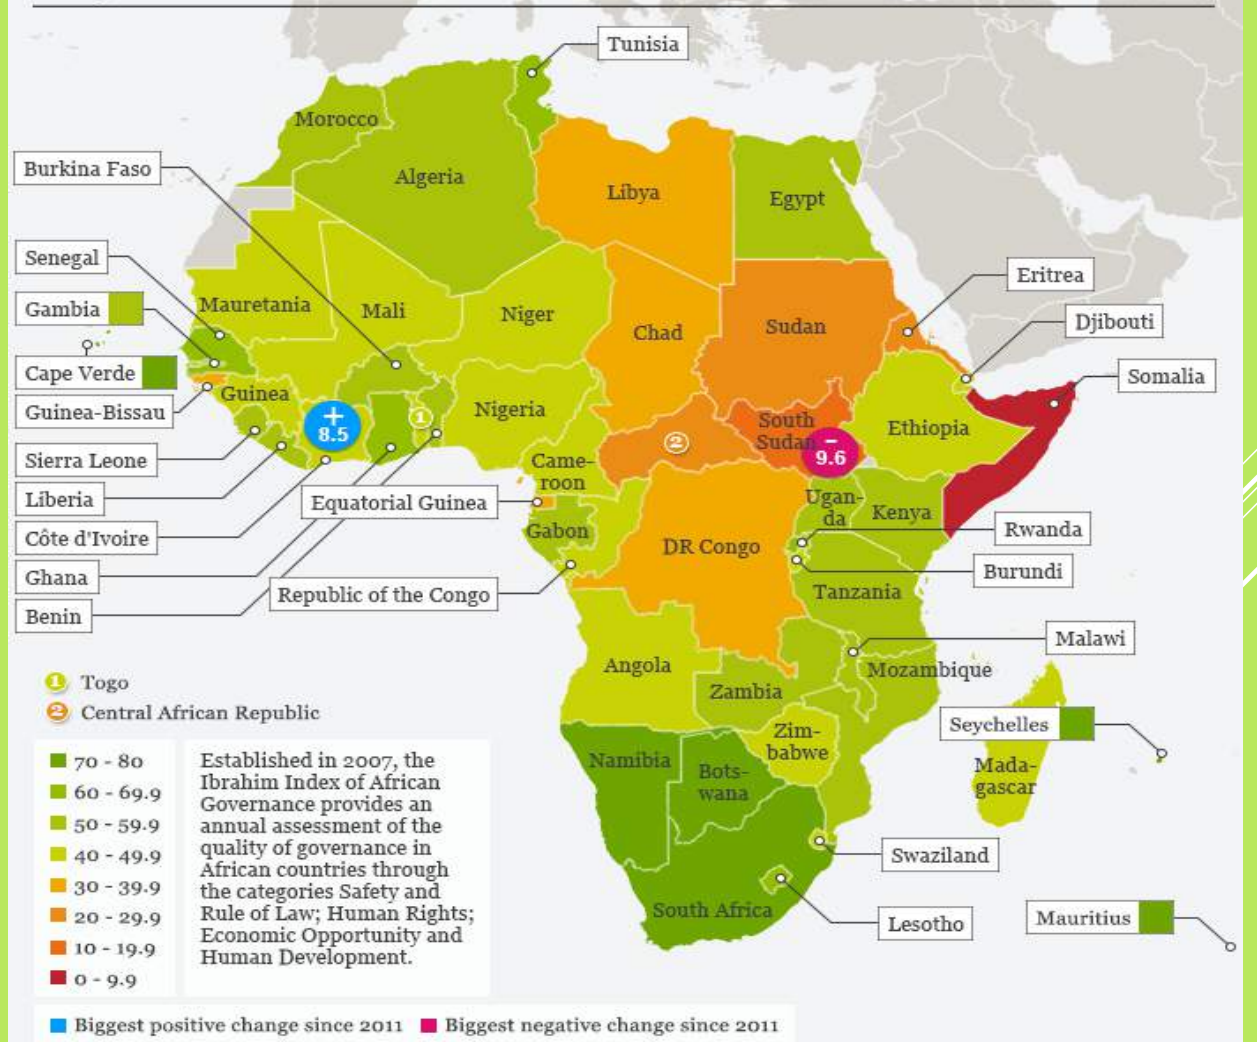 Tunisia
Morocco
Burkina Faso
Algeria
Libya
Egypt
Senegal
Eritrea
Gambia
Mauretania
Mali
Niger
Chad
Sudan
Djibouti
Cape Verde
Somalia
Guinea
Guinea-Bissau
Nigeria
1
+
8.5
South
Sudan
–
9.6
Ethiopia
2
Sierra Leone
Came-
roon
Liberia
Equatorial Guinea
Ugan-
da
Kenya
Gabon
Rwanda
Côte d'Ivoire
DR Congo
Ghana
Burundi
Republic of the Congo
Tanzania
Benin
Malawi
Angola
Mozambique
1 Togo
Zambia
2 Central African Republic
Seychelles
Zim-
babwe
Namibia
Bots-
wana
Mada-
gascar
Swaziland
South Africa
Lesotho
Mauritius
70 - 80
60 - 69.9
50 - 59.9
40 - 49.9
30 - 39.9
20 - 29.9
10 - 19.9
0 - 9.9
Established in 2007, the
Ibrahim Index of African
Governance provides an
annual assessment of the
quality of governance in
African countries through
the categories Safety and
Rule of Law; Human Rights;
Economic Opportunity and
Human Development.
Biggest positive change since 2011
Biggest negative change since 2011